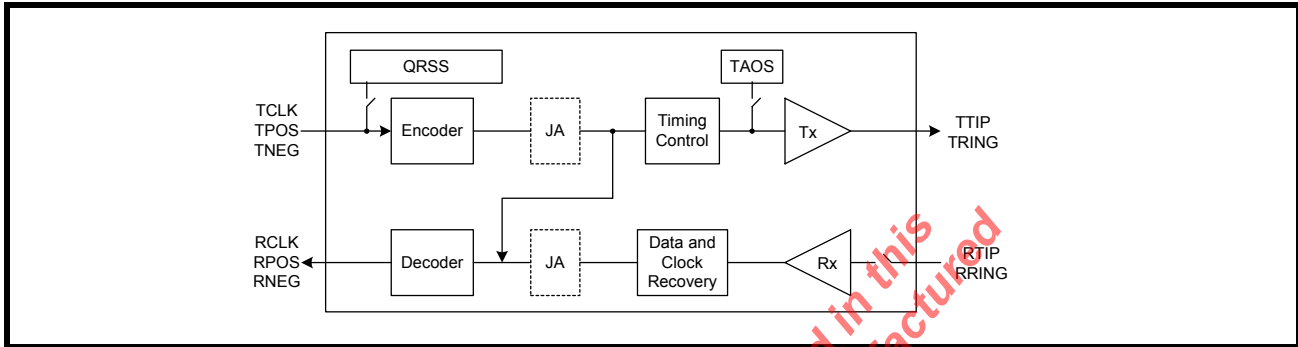 QRSS
TAOS
TCLK
TPOS
TNEG
Encoder
JA
Timing
Control
Tx
TTIP
TRING
RCLK
RPOS
RNEG
Decoder
JA
Data and
Clock
Recovery
Rx
RTIP
RRING
d in this
factured